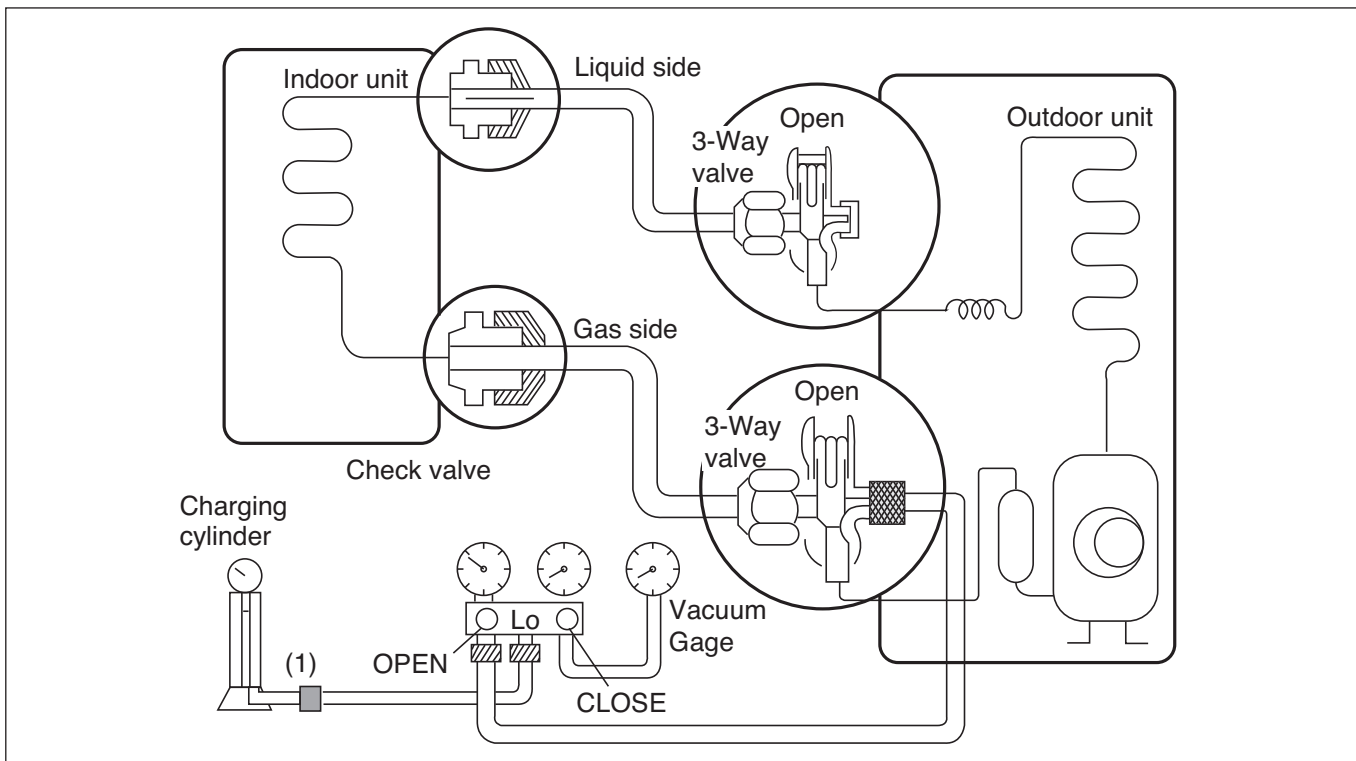 Indoor unit
Liquid side
Open
3-Way
valve
Outdoor unit
Gas side
Open
3-Way
valve
Check valve
Charging
cylinder
Lo
Vacuum
Gage
(1)
OPEN
CLOSE